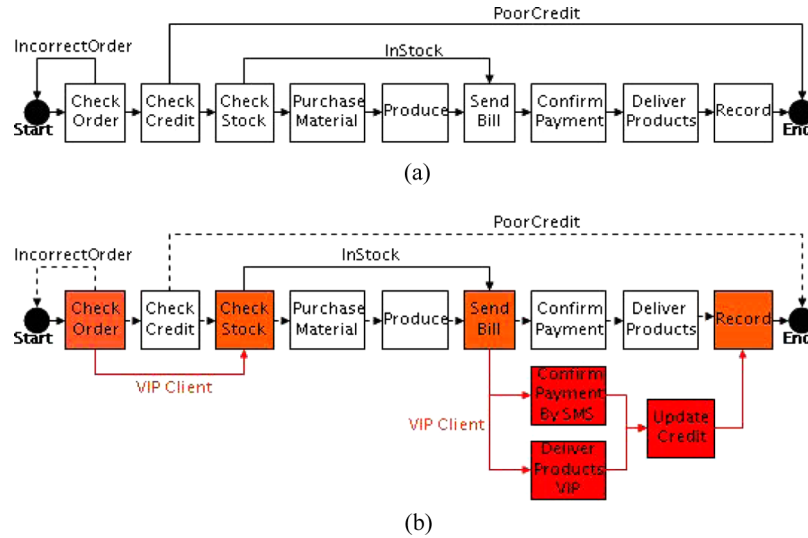 PoorCredit
IncorrectOrder
InStock
Check
Order
Check
Credit
Check
Stock
Purchase
Material
Produce
Send
Bill
Confirm
Payment
Deliver
Products
Record
Start
End
(a)
PoorCredit
IncorrectOrder
InStock
Check
Order
Check
Credit
Check
Stock
Purchase
Material
Produce
Send
Bill
Confirm
Payment
Deliver
Products
Record
Start
End
VIP Client
VIP Client
Confirm
Payment
By SMS
Update
Credit
Deliver
Products
VIP
(b)